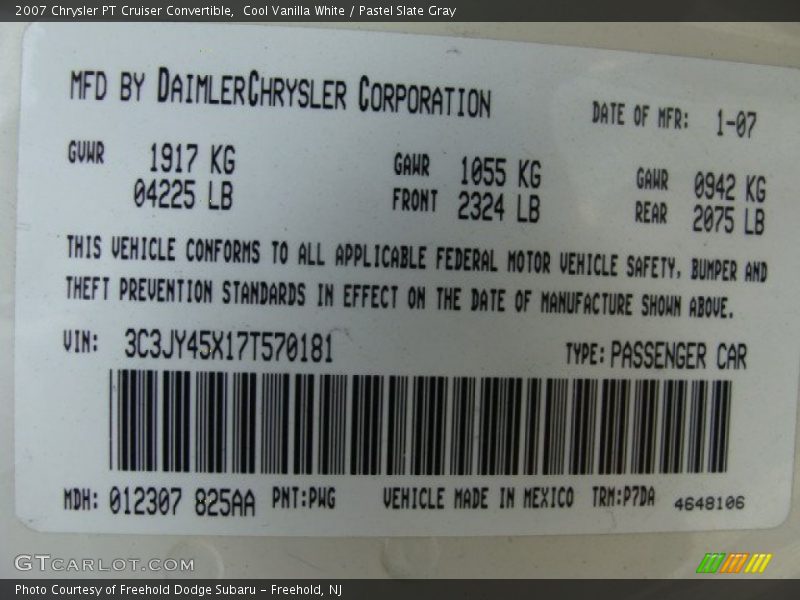 2007 Chrysler PT Cruiser Convertible,  Cool Vanilla White / Pastel Slate Gray
MFD BY DAIMLERCHRYSLER CORPORATION
DATE OF MFR: 1-07
GVWR 1917 KG
04225 LB
GAWR 1055 KG
FRONT 2324 LB
GAWR 0942 KG
REAR 2075 LB
THIS VEHICLE CONFORMS TO ALL APPLICABLE FEDERAL MOTOR VEHICLE SAFETY, BUMPER AND
THEFT PREVENTION STANDARDS IN EFFECT ON THE DATE OF MANUFACTURE SHOWN ABOVE.
VIN: 3C3JY45X17T570181
TYPE: PASSENGER CAR
MDH: 012307 825AA PNT:PWG VEHICLE MADE IN MEXICO TRM:P7DA 4648106
GTCARLOT.COM
Photo Courtesy of Freehold Dodge Subaru - Freehold, NJ